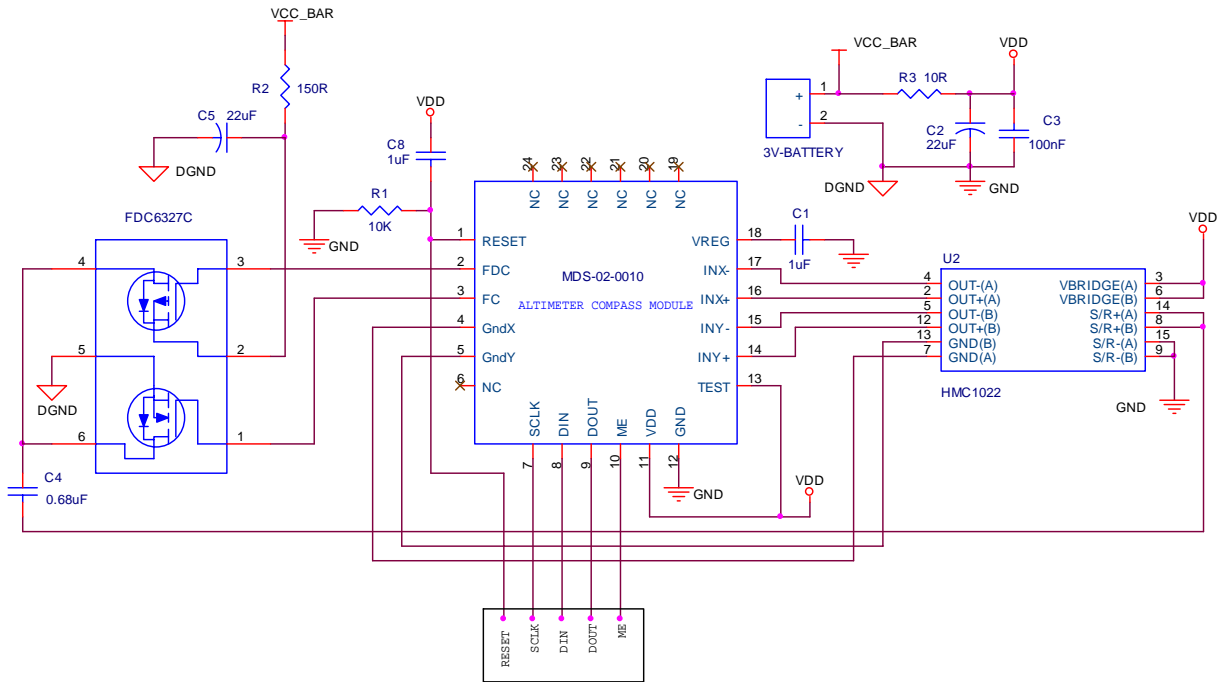 VCC_BAR
R2 150R
C5 22uF
DGND
VDD
C8
1uF
R1
10K
GND
FDC6327C
4 3
5 2
6 1
DGND
C4
0.68uF
24 23 22 21 20 19
NC NC NC NC NC NC
1 RESET
2 FDC
3 FC
4 GndX
5 GndY
6 NC
MDS-02-0010
ALTIMETER COMPASS MODULE
VREG 18
INX- 17
INX+ 16
INY- 15
INY+ 14
TEST 13
SCLK DIN DOUT ME VDD GND
7 8 9 10 11 12
GND
VDD
C1
1uF
VCC_BAR
VDD
R3 10R
+ 1
- 2
3V-BATTERY
C2
22uF
C3
100nF
DGND
GND
VDD
U2
4 OUT-(A)
2 OUT+(A)
5 OUT-(B)
12 OUT+(B)
13 GND(B)
7 GND(A)
VBRIDGE(A) 3
VBRIDGE(B) 6
S/R+(A) 14
S/R+(B) 8
S/R-(A) 15
S/R-(B) 9
HMC1022
GND
RESET SCLK DIN DOUT ME